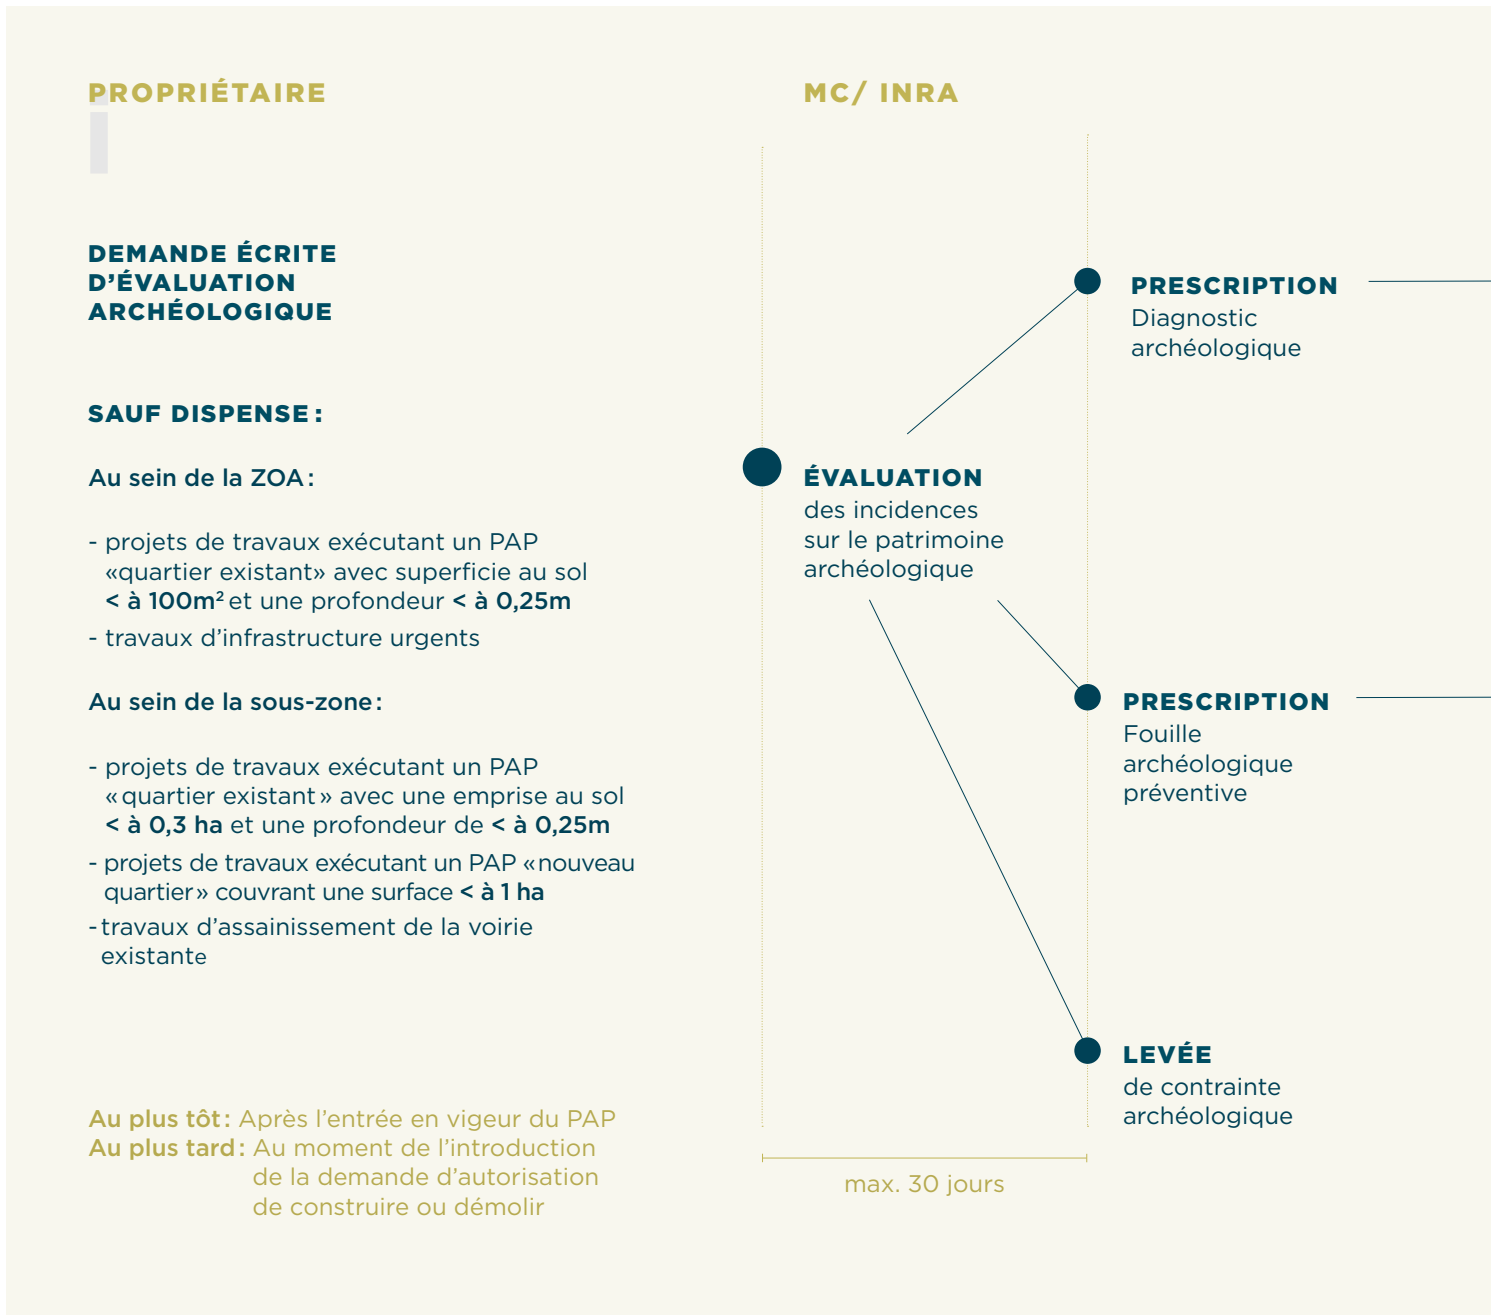 PROPRIÉTAIRE
i
DEMANDE ÉCRITE
D’ÉVALUATION
ARCHÉOLOGIQUE
SAUF DISPENSE :
Au sein de la ZOA :
- projets de travaux exécutant un PAP
«quartier existant» avec superficie au sol
< à 100m² et une profondeur < à 0,25m
- travaux d’infrastructure urgents
Au sein de la sous-zone :
- projets de travaux exécutant un PAP
« quartier existant » avec une emprise au sol
< à 0,3 ha et une profondeur de < à 0,25m
- projets de travaux exécutant un PAP «nouveau
quartier» couvrant une surface < à 1 ha
- travaux d’assainissement de la voirie
existante
Au plus tôt : Après l’entrée en vigeur du PAP
Au plus tard : Au moment de l’introduction
de la demande d’autorisation
de construire ou démolir
MC/ INRA
ÉVALUATION
des incidences
sur le patrimoine
archéologique
max. 30 jours
PRESCRIPTION
Diagnostic
archéologique
PRESCRIPTION
Fouille
archéologique
préventive
LEVÉE
de contrainte
archéologique